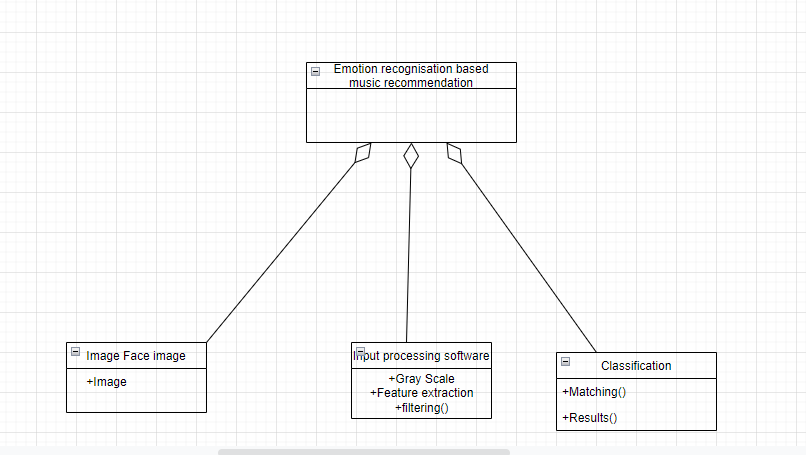 Emotion recognisation based
music recommendation
Image Face image
+Image
Input processing software
+Gray Scale
+Feature extraction
+filtering()
Classification
+Matching()
+Results()